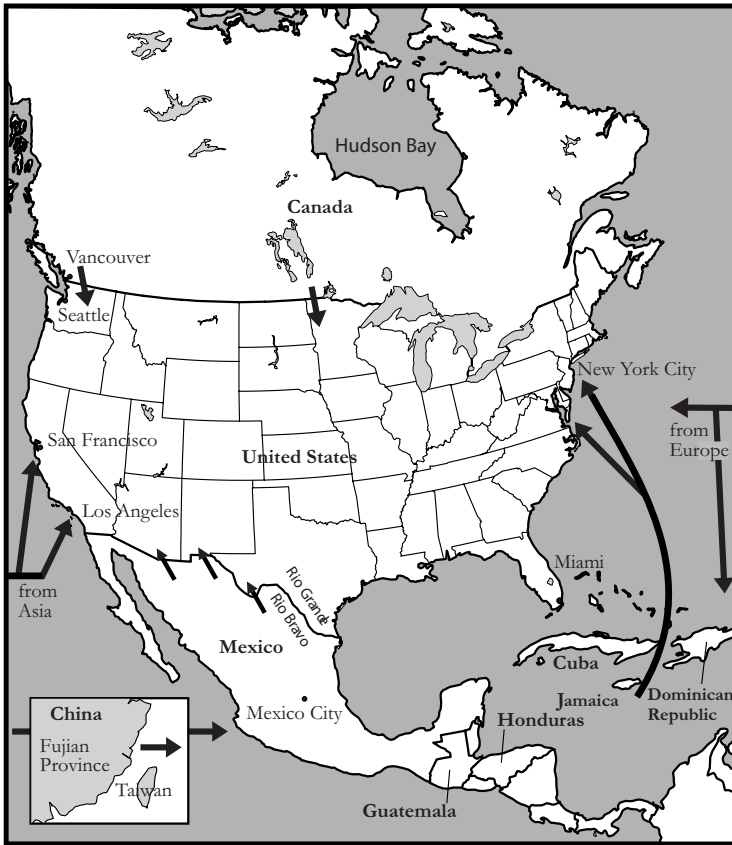 Hudson Bay
Canada
Vancouver
Seattle
New York City
from
Europe
San Francisco
United States
Los Angeles
Miami
from
Asia
Rio Grande
Rio Bravo
Mexico
Cuba
Jamaica
Dominican
Republic
Mexico City
Honduras
Guatemala
China
Fujian
Province
Taiwan